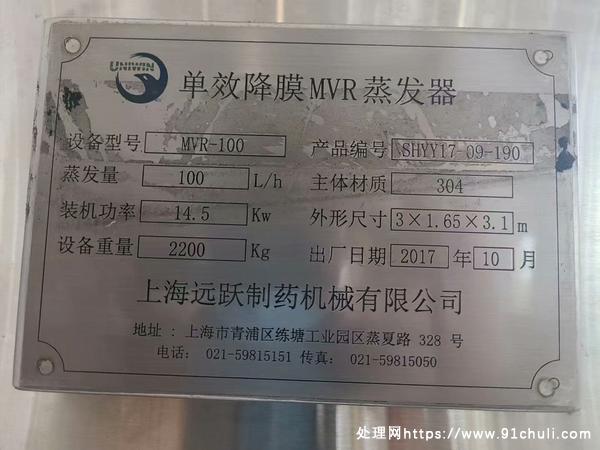 UNIWIN
单效降膜MVR蒸发器
设备型号 MVR-100 产品编号 SHYY17-09-190
蒸发量 100 L/h 主体材质 304
装机功率 14.5 Kw 外形尺寸 3×1.65×3.1 m
设备重量 2200 Kg 出厂日期 2017 年 10 月
上海远跃制药机械有限公司
地址：上海市青浦区练塘工业园区蒸夏路 328 号
电话： 021-59815151 传真： 021-59815050
处理网https://www.91chuli.com/